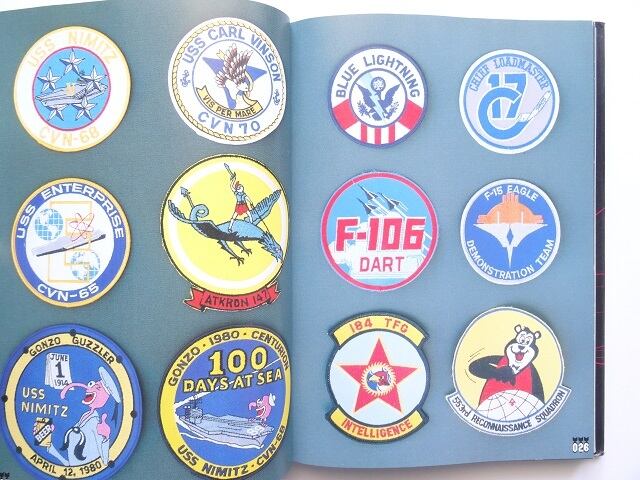 USS NIMITZ
CVN-68
USS CARL VINSON
VIS PER MARE
CVN 70
USS ENTERPRISE
CVN-65
ATKRON 147
GONZO GUZZLER
JUNE
1
1914
USS
NIMITZ
BEER
APRIL 12, 1980
GONZO · 1980 · CENTURION
100
DAYS AT SEA
USS NIMITZ · CVN-68
BLUE LIGHTNING
CHIEF LOADMASTER
17
F-106
DART
F-15 EAGLE
DEMONSTRATION TEAM
184 TFG
INTELLIGENCE
553rd RECONNAISSANCE SQUADRON
026